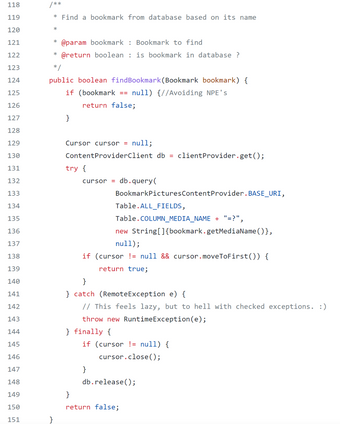 118 /**
119 * Find a bookmark from database based on its name
120 *
121 * @param bookmark : Bookmark to find
122 * @return boolean : is bookmark in database ?
123 */
124 public boolean findBookmark(Bookmark bookmark) {
125 if (bookmark == null) {//Avoiding NPE's
126 return false;
127 }
128
129 Cursor cursor = null;
130 ContentProviderClient db = clientProvider.get();
131 try {
132 cursor = db.query(
133 BookmarkPicturesContentProvider.BASE_URI,
134 Table.ALL_FIELDS,
135 Table.COLUMN_MEDIA_NAME + "=?",
136 new String[]{bookmark.getMediaName()},
137 null);
138 if (cursor != null && cursor.moveToFirst()) {
139 return true;
140 }
141 } catch (RemoteException e) {
142 // This feels lazy, but to hell with checked exceptions. :)
143 throw new RuntimeException(e);
144 } finally {
145 if (cursor != null) {
146 cursor.close();
147 }
148 db.release();
149 }
150 return false;
151 }